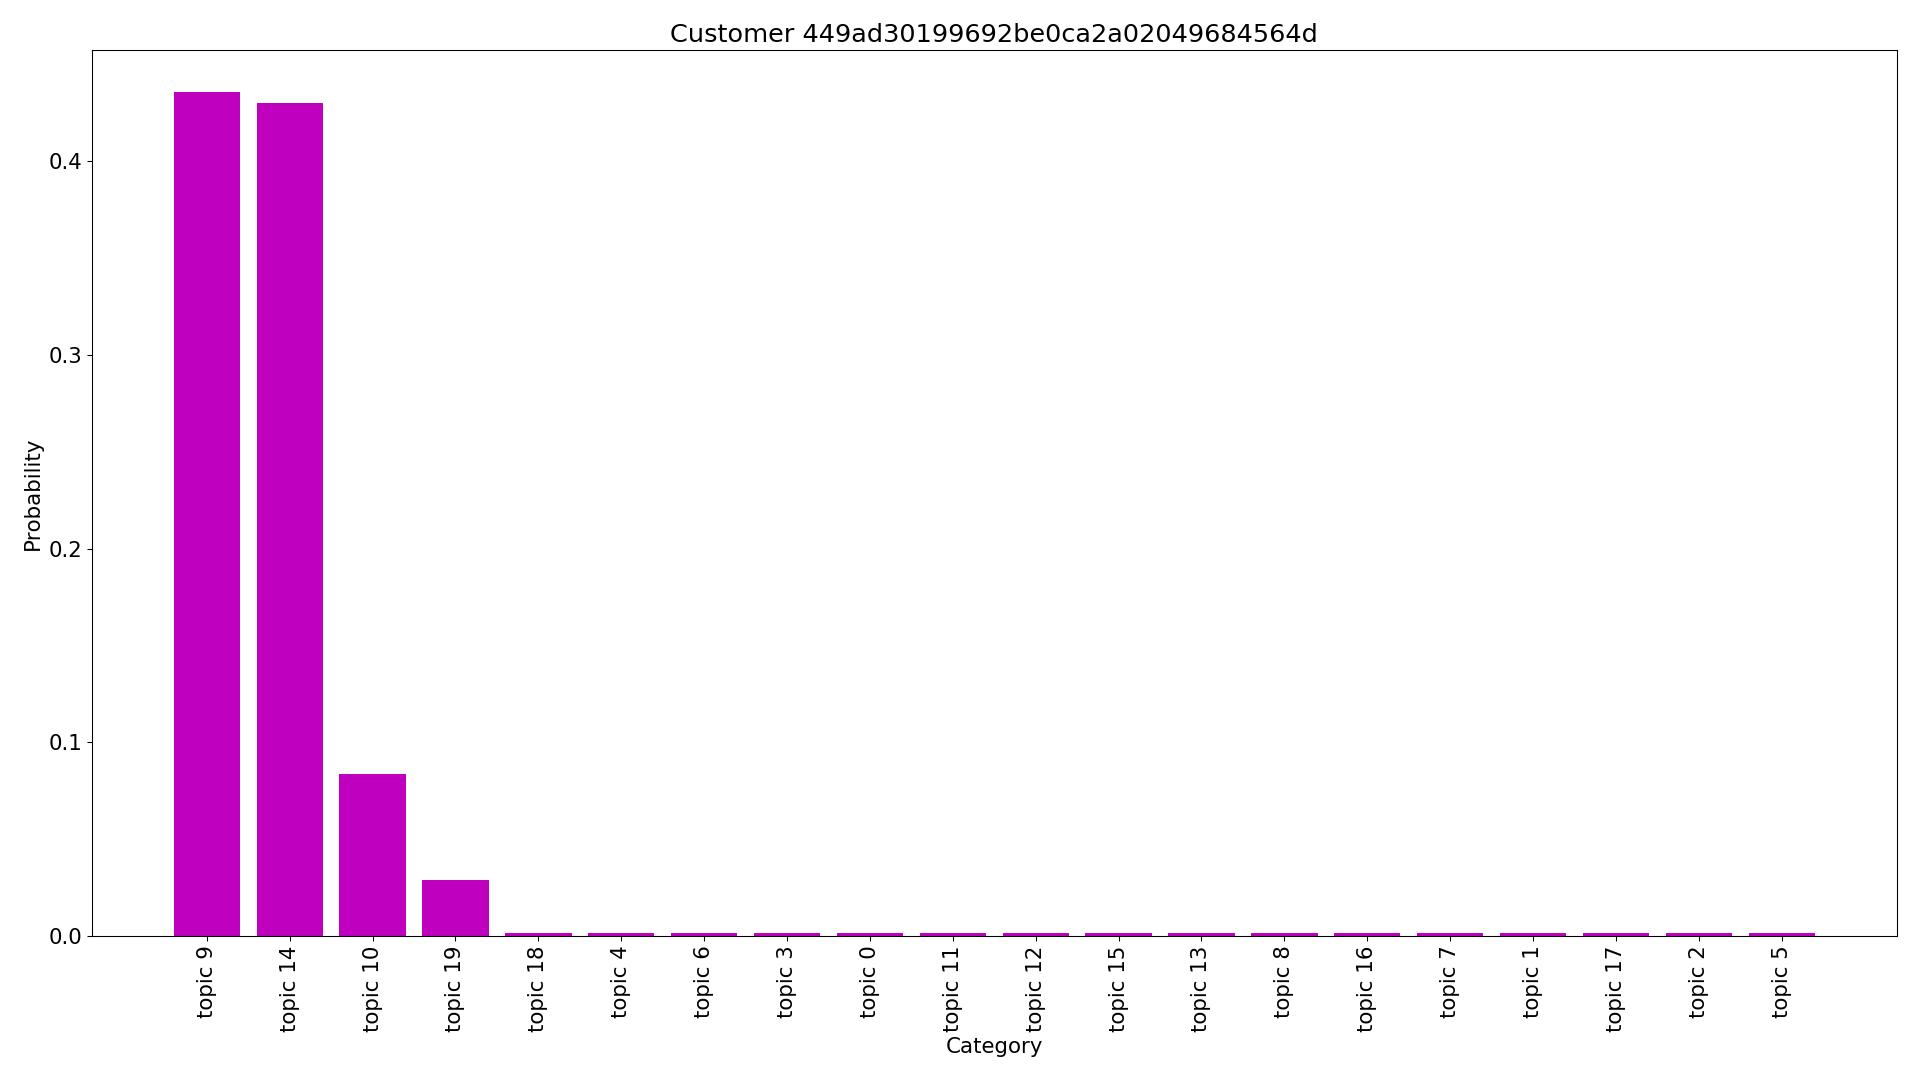 Customer 449ad30199692be0ca2a02049684564d
Probability
0.4
0.3
0.2
0.1
0.0
topic 9
topic 14
topic 10
topic 19
topic 18
topic 4
topic 6
topic 3
topic 0
topic 11
topic 12
topic 15
topic 13
topic 8
topic 16
topic 7
topic 1
topic 17
topic 2
topic 5
Category